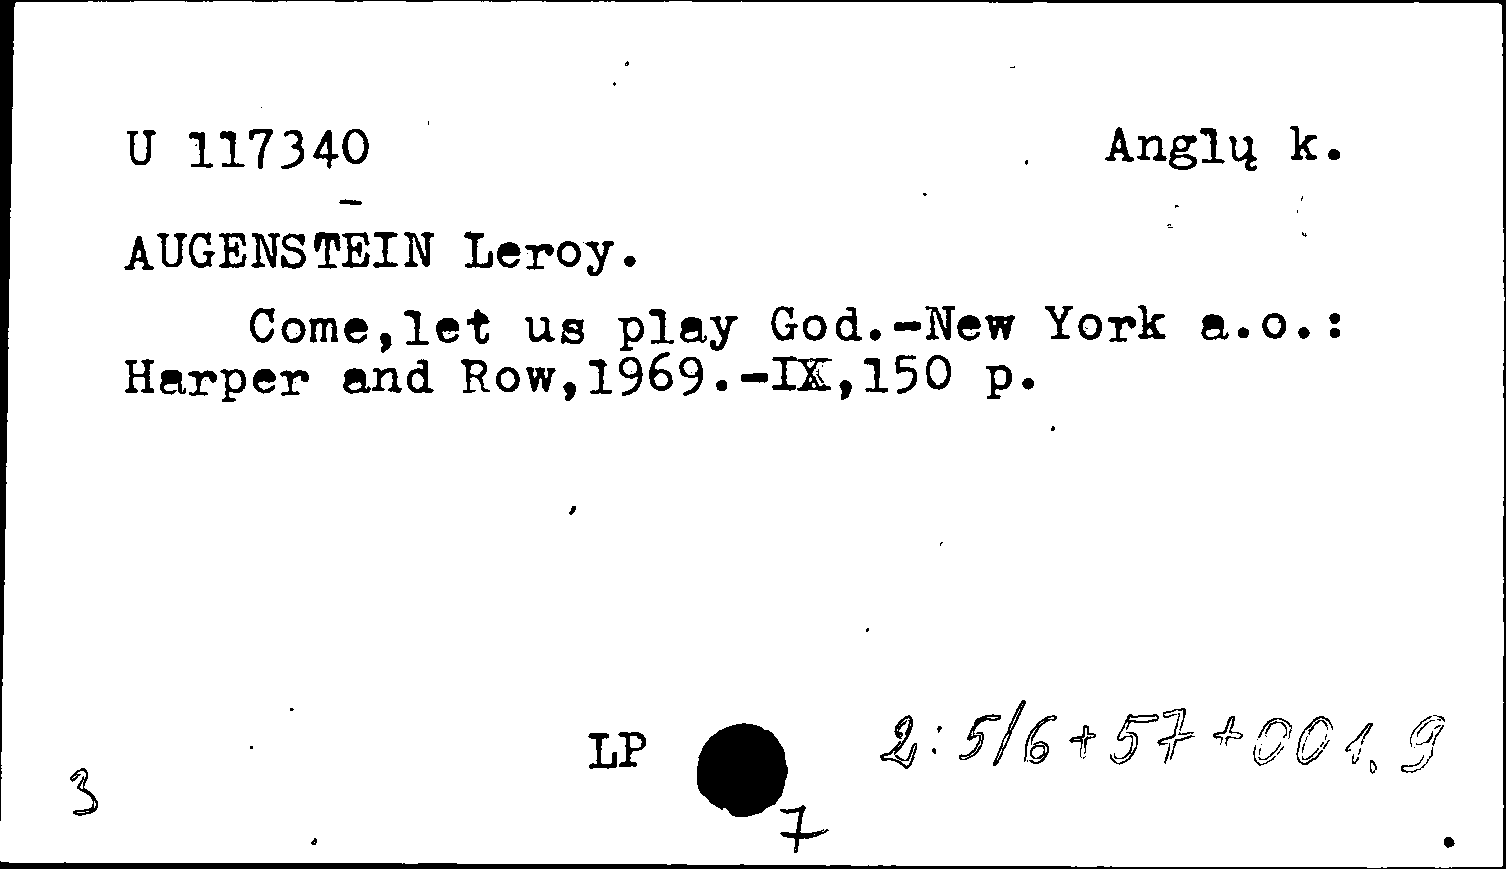 U 117340 Anglų k.
AUGENSTEIN Leroy.
Come,let us play God.-New York a.o.:
Harper and Row,1969.-IX,150 p.
LP 2:5/6+57+001.9
3
7